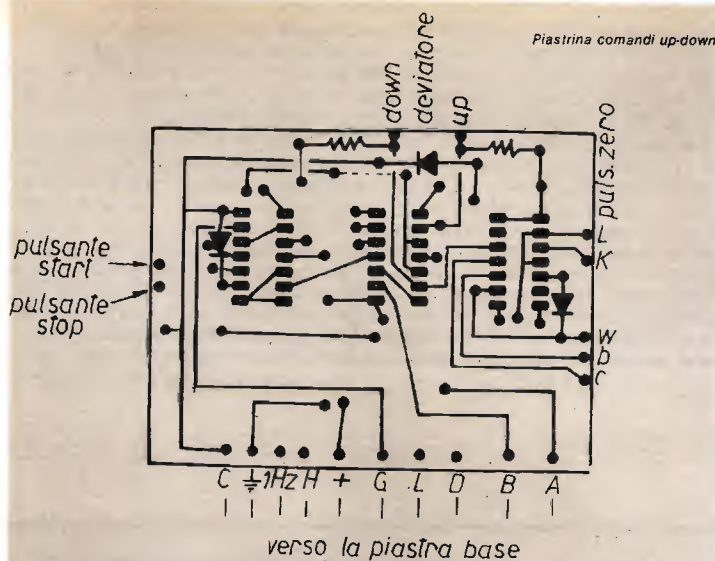 Piastrina comandi up-down
down
deviatore
up
puls. zero
pulsante
start
pulsante
stop
L
K
W
b
c
C ⏚ 1Hz H + G L D B A
verso la piastra base